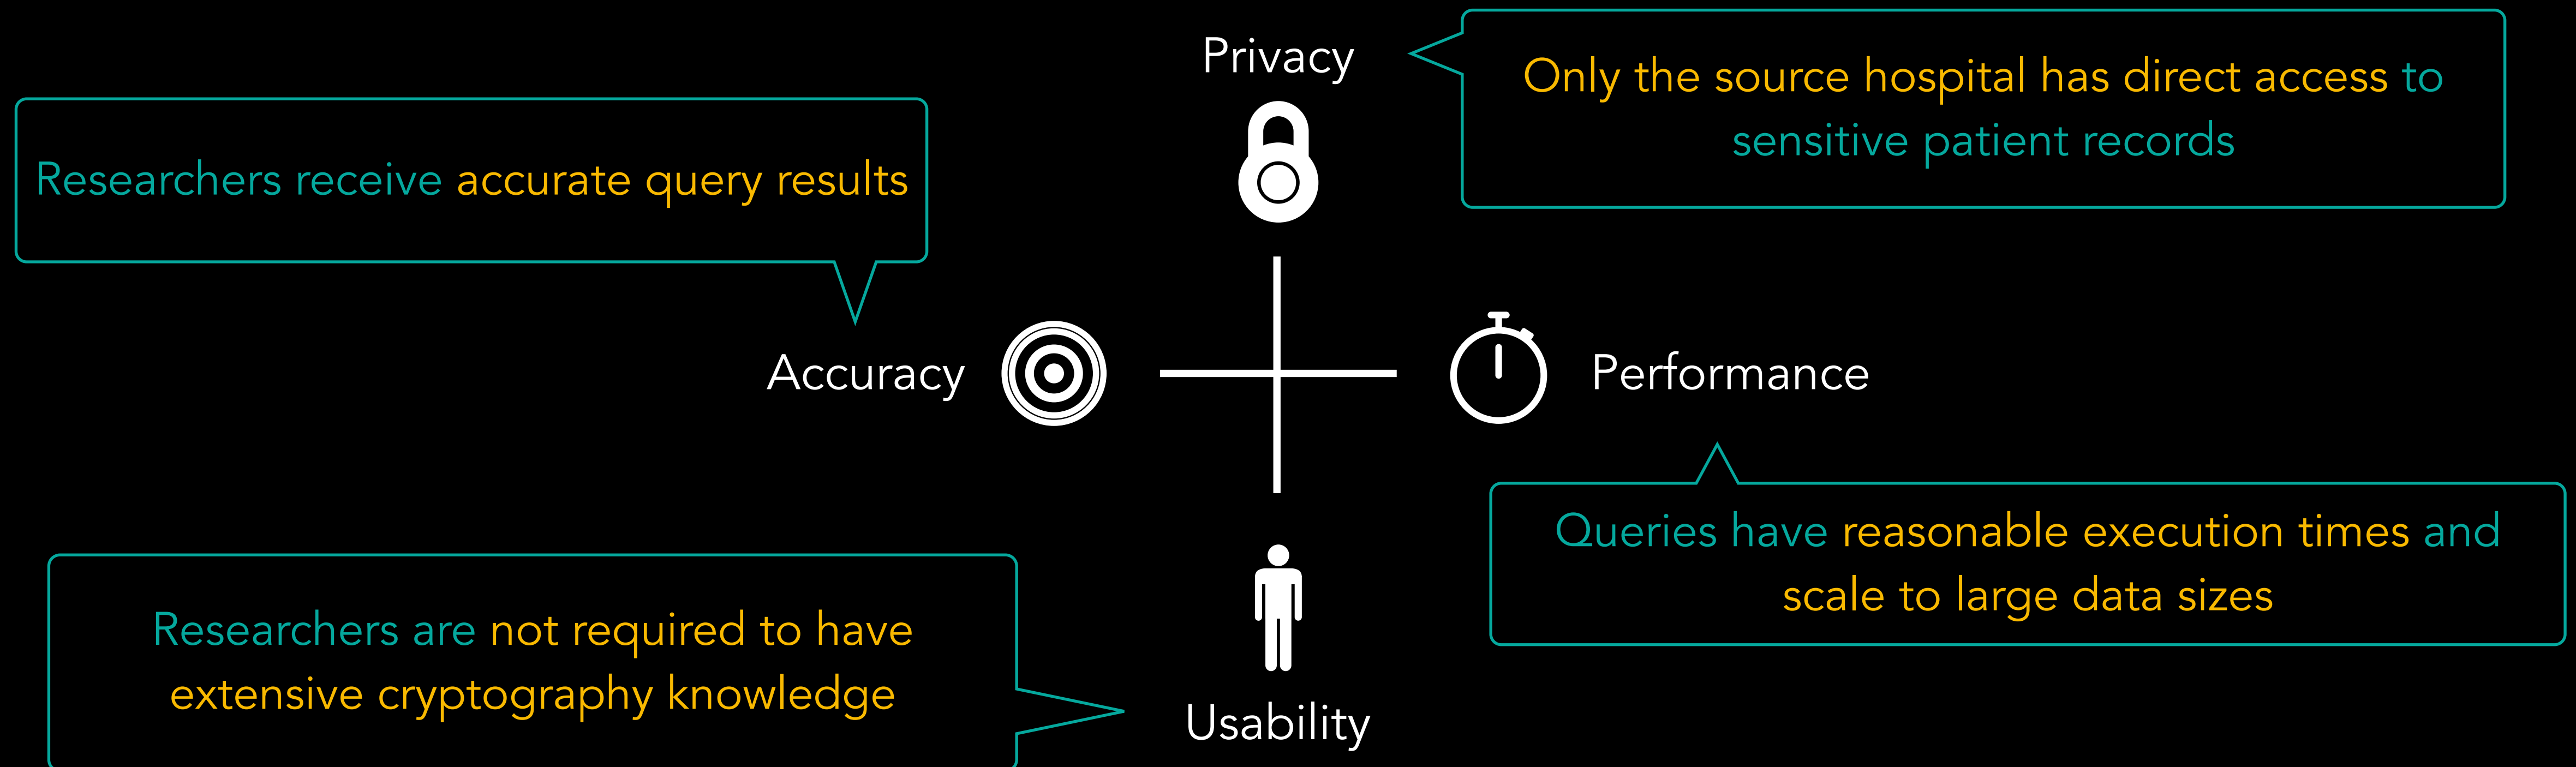 Privacy
Only the source hospital has direct access to
sensitive patient records
Researchers receive accurate query results
Accuracy
Performance
Queries have reasonable execution times and
scale to large data sizes
Researchers are not required to have
extensive cryptography knowledge
Usability